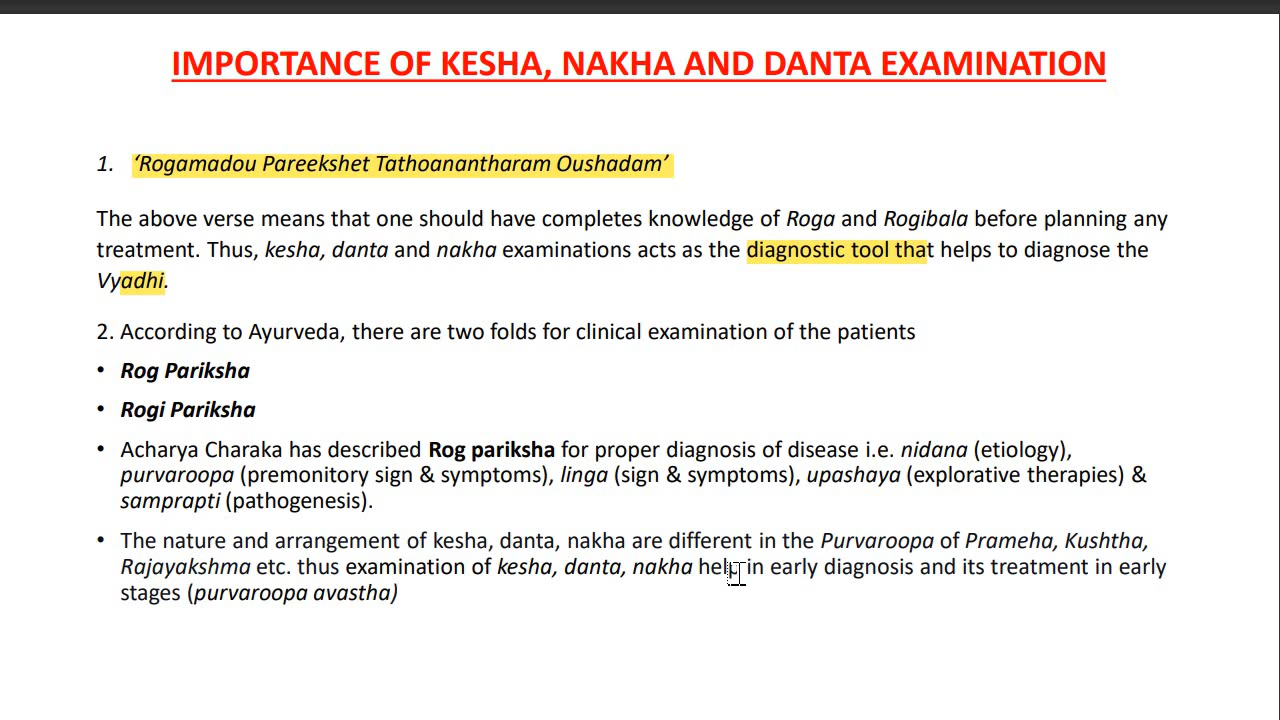 IMPORTANCE OF KESHA, NAKHA AND DANTA EXAMINATION
1. ‘Rogamadou Pareekshet Tathoanantharam Oushadam’
The above verse means that one should have completes knowledge of Roga and Rogibala before planning any
treatment. Thus, kesha, danta and nakha examinations acts as the diagnostic tool that helps to diagnose the
Vyadhi.
2. According to Ayurveda, there are two folds for clinical examination of the patients
• Rog Pariksha
• Rogi Pariksha
• Acharya Charaka has described Rog pariksha for proper diagnosis of disease i.e. nidana (etiology),
purvaroopa (premonitory sign & symptoms), linga (sign & symptoms), upashaya (explorative therapies) &
samprapti (pathogenesis).
• The nature and arrangement of kesha, danta, nakha are different in the Purvaroopa of Prameha, Kushtha,
Rajayakshma etc. thus examination of kesha, danta, nakha help in early diagnosis and its treatment in early
stages (purvaroopa avastha)